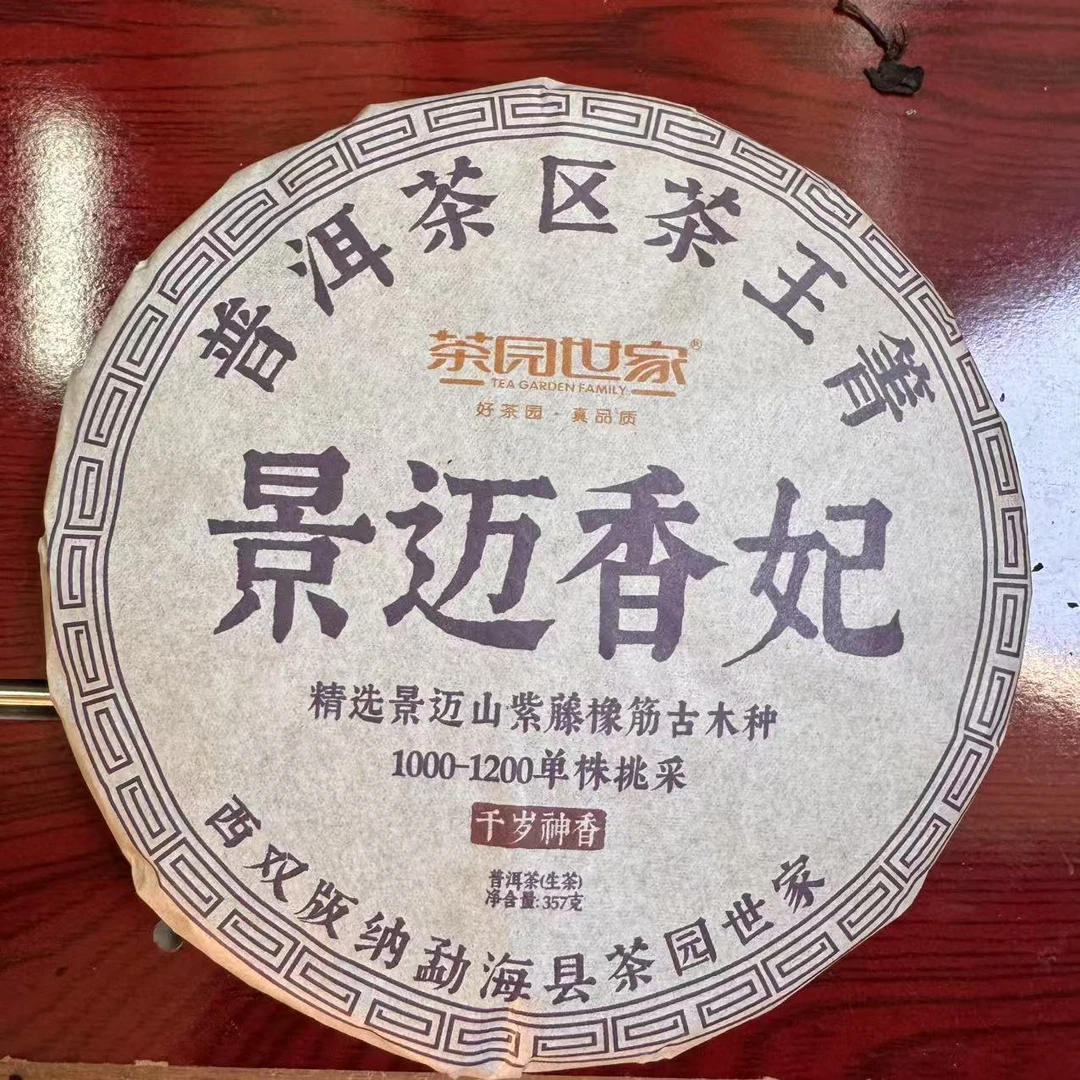 普洱茶区茶王箐
茶园世家®
TEA GARDEN FAMILY
好茶园·真品质
景迈香妃
精选景迈山紫藤橡筋古木种
1000-1200单株挑采
千岁神香
普洱茶(生茶)
净含量:357克
西双版纳勐海县茶园世家